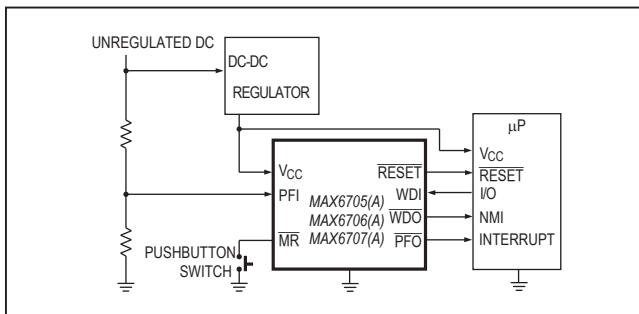 UNREGULATED DC
DC-DC
REGULATOR
μP
VCC
RESET
VCC
RESET
PFI
WDI
I/O
MAX6705(A)
MAX6706(A)
WDO
NMI
MR
MAX6707(A)
PFO
INTERRUPT
PUSHBUTTON
SWITCH